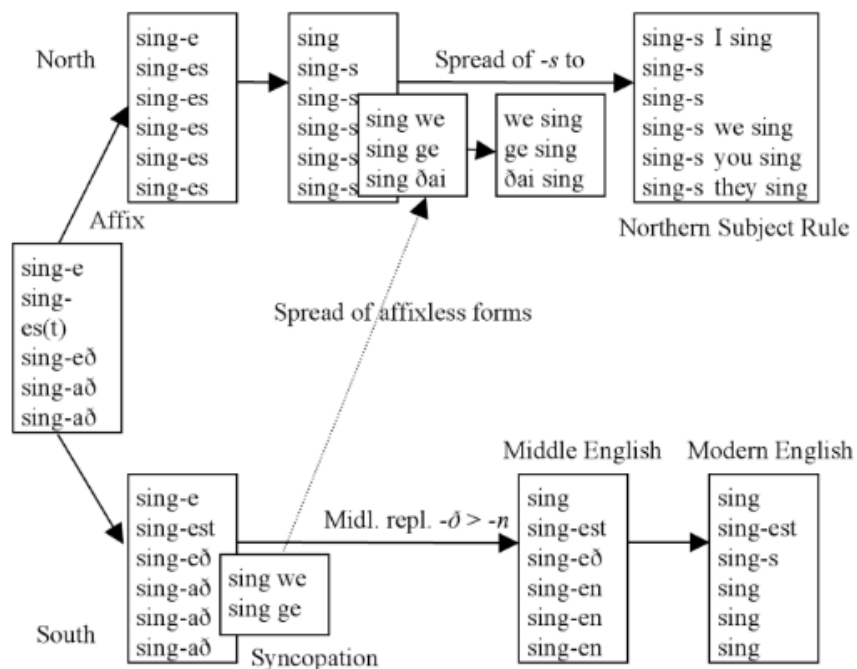 North
sing-e
sing-es
sing-es
sing-es
sing-es
sing-es
sing
sing-s
sing-s
sing-s
sing-s
sing-s
sing we
sing ge
sing ðai
Spread of -s to
we sing
ge sing
ðai sing
sing-s I sing
sing-s
sing-s
sing-s we sing
sing-s you sing
sing-s they sing
Northern Subject Rule
Affix
sing-e
sing-
es(t)
sing-eð
sing-að
sing-að
Spread of affixless forms
South
sing-e
sing-est
sing-eð
sing-að
sing-að
sing-að
sing we
sing ge
Syncopation
Midl. repl. -ð > -n
Middle English
sing
sing-est
sing-eð
sing-en
sing-en
sing-en
Modern English
sing
sing-est
sing-s
sing
sing
sing